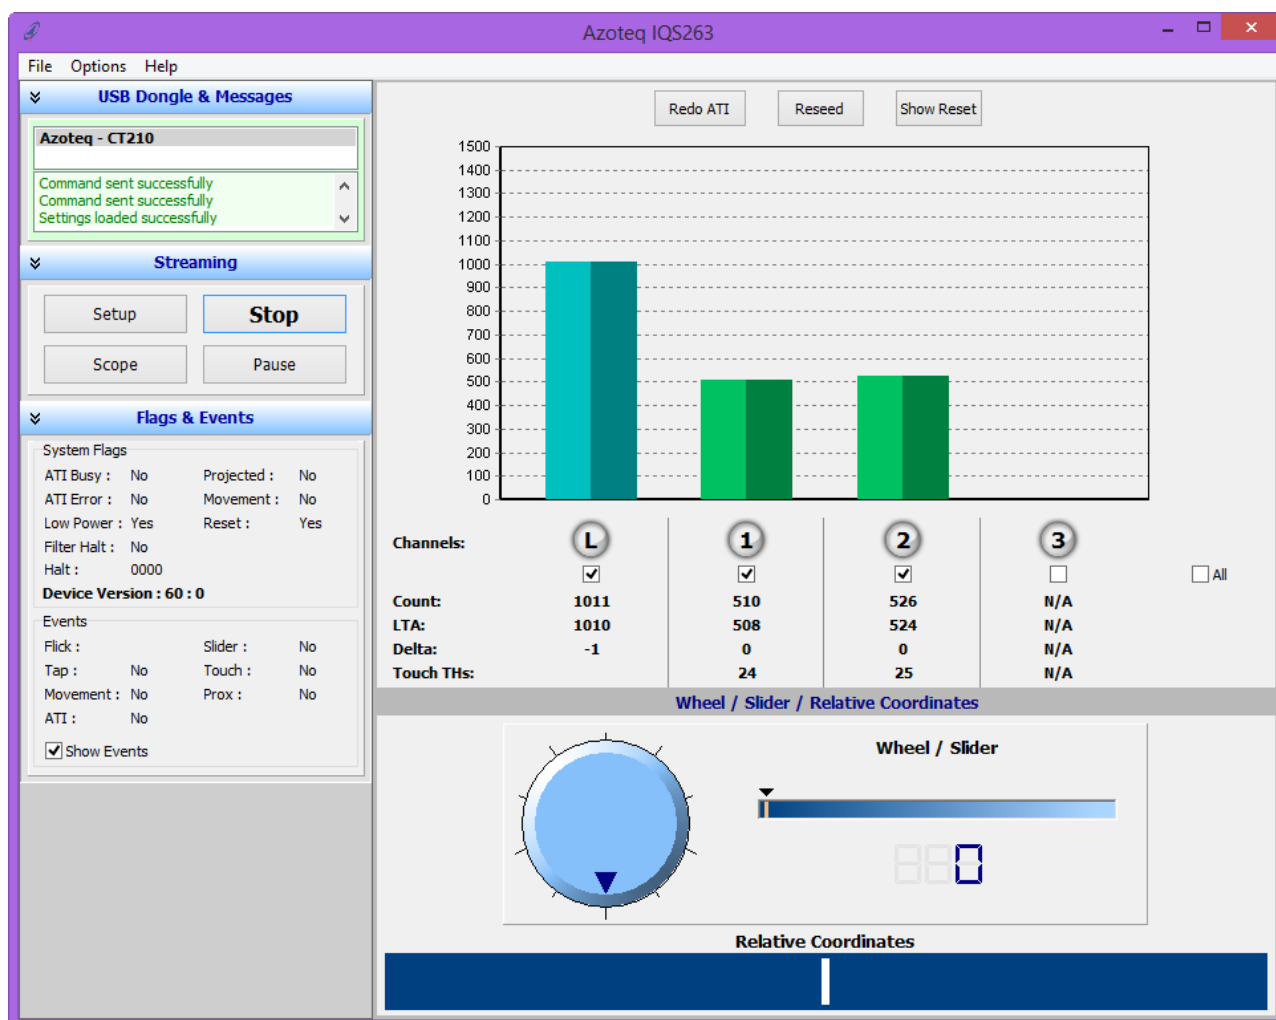 Azoteq IQS263
File Options Help
USB Dongle & Messages
Azoteq - CT210
Command sent successfully
Command sent successfully
Settings loaded successfully
Streaming
Setup Stop
Scope Pause
Flags & Events
System Flags
ATI Busy : No Projected : No
ATI Error : No Movement : No
Low Power : Yes Reset : Yes
Filter Halt : No
Halt : 0000
Device Version : 60 : 0
Events
Flick : Slider : No
Tap : No Touch : No
Movement : No Prox : No
ATI : No
Show Events
Redo ATI Reseed Show Reset
1500
1400
1300
1200
1100
1000
900
800
700
600
500
400
300
200
100
0
Channels: L 1 2 3
All
Count: 1011 510 526 N/A
LTA: 1010 508 524 N/A
Delta: -1 0 0 N/A
Touch THs: 24 25 N/A
Wheel / Slider / Relative Coordinates
Wheel / Slider
0
Relative Coordinates